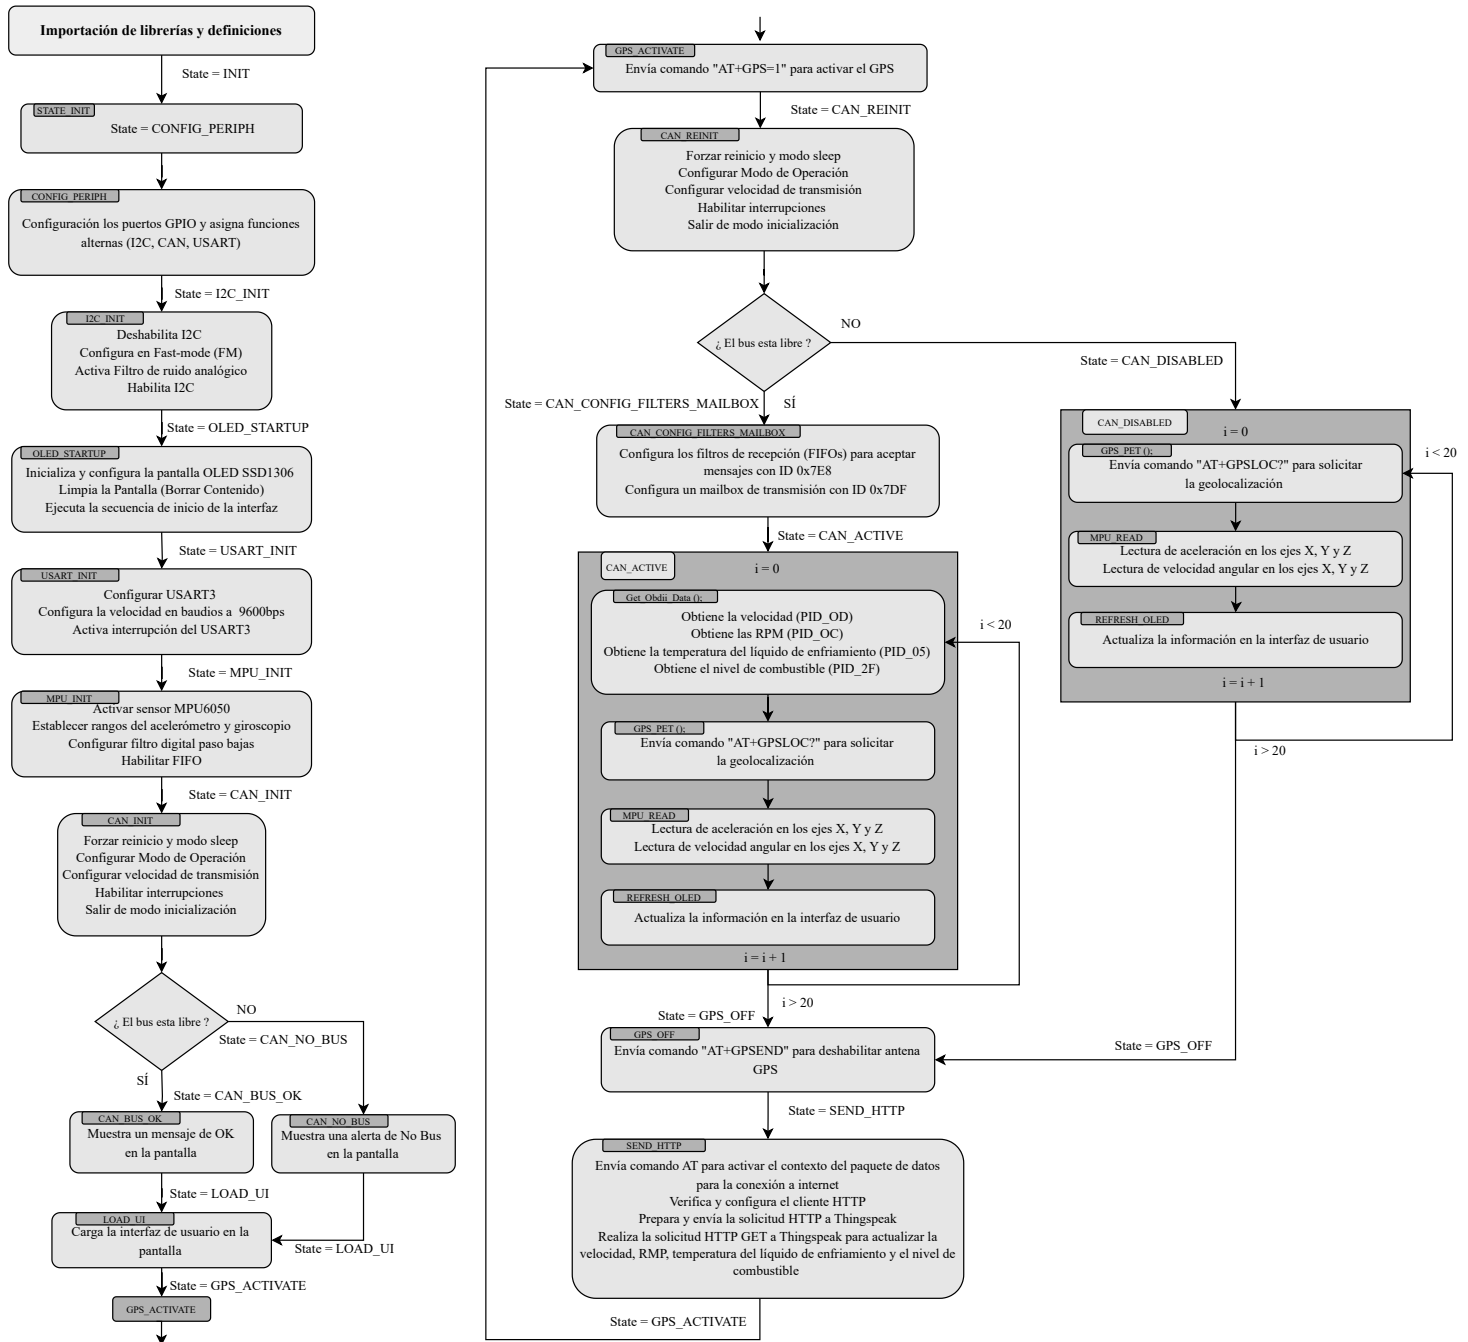 Importación de librerías y definiciones
State = INIT
STATE_INIT
State = CONFIG_PERIPH
CONFIG_PERIPH
Configuración los puertos GPIO y asigna funciones
alternas (I2C, CAN, USART)
State = I2C_INIT
I2C_INIT
Deshabilita I2C
Configura en Fast-mode (FM)
Activa Filtro de ruido analógico
Habilita I2C
State = OLED_STARTUP
OLED_STARTUP
Inicializa y configura la pantalla OLED SSD1306
Limpia la Pantalla (Borrar Contenido)
Ejecuta la secuencia de inicio de la interfaz
State = USART_INIT
USART_INIT
Configurar USART3
Configura la velocidad en baudios a 9600bps
Activa interrupción del USART3
State = MPU_INIT
MPU_INIT
Activar sensor MPU6050
Establecer rangos del acelerómetro y giroscopio
Configurar filtro digital paso bajas
Habilitar FIFO
State = CAN_INIT
CAN_INIT
Forzar reinicio y modo sleep
Configurar Modo de Operación
Configurar velocidad de transmisión
Habilitar interrupciones
Salir de modo inicialización
¿ El bus esta libre ?
NO
State = CAN_NO_BUS
SÍ
State = CAN_BUS_OK
CAN_BUS_OK
Muestra un mensaje de OK
en la pantalla
CAN_NO_BUS
Muestra una alerta de No Bus
en la pantalla
State = LOAD_UI
LOAD_UI
Carga la interfaz de usuario en la
pantalla
State = LOAD_UI
State = GPS_ACTIVATE
GPS_ACTIVATE
GPS_ACTIVATE
Envía comando "AT+GPS=1" para activar el GPS
State = CAN_REINIT
CAN_REINIT
Forzar reinicio y modo sleep
Configurar Modo de Operación
Configurar velocidad de transmisión
Habilitar interrupciones
Salir de modo inicialización
¿ El bus esta libre ?
NO
State = CAN_DISABLED
State = CAN_CONFIG_FILTERS_MAILBOX
SÍ
CAN_CONFIG_FILTERS_MAILBOX
Configura los filtros de recepción (FIFOs) para aceptar
mensajes con ID 0x7E8
Configura un mailbox de transmisión con ID 0x7DF
State = CAN_ACTIVE
CAN_ACTIVE
i = 0
Get_Obdii_Data ();
Obtiene la velocidad (PID_OD)
Obtiene las RPM (PID_OC)
Obtiene la temperatura del líquido de enfriamiento (PID_05)
Obtiene el nivel de combustible (PID_2F)
i < 20
GPS_PET ();
Envía comando "AT+GPSLOC?" para solicitar
la geolocalización
MPU_READ
Lectura de aceleración en los ejes X, Y y Z
Lectura de velocidad angular en los ejes X, Y y Z
REFRESH_OLED
Actualiza la información en la interfaz de usuario
i = i + 1
i > 20
State = GPS_OFF
GPS_OFF
Envía comando "AT+GPSEND" para deshabilitar antena
GPS
State = SEND_HTTP
SEND_HTTP
Envía comando AT para activar el contexto del paquete de datos
para la conexión a internet
Verifica y configura el cliente HTTP
Prepara y envía la solicitud HTTP a Thingspeak
Realiza la solicitud HTTP GET a Thingspeak para actualizar la
velocidad, RMP, temperatura del líquido de enfriamiento y el nivel de
combustible
State = GPS_ACTIVATE
CAN_DISABLED
i = 0
GPS_PET ();
Envía comando "AT+GPSLOC?" para solicitar
la geolocalización
i < 20
MPU_READ
Lectura de aceleración en los ejes X, Y y Z
Lectura de velocidad angular en los ejes X, Y y Z
REFRESH_OLED
Actualiza la información en la interfaz de usuario
i = i + 1
i > 20
State = GPS_OFF